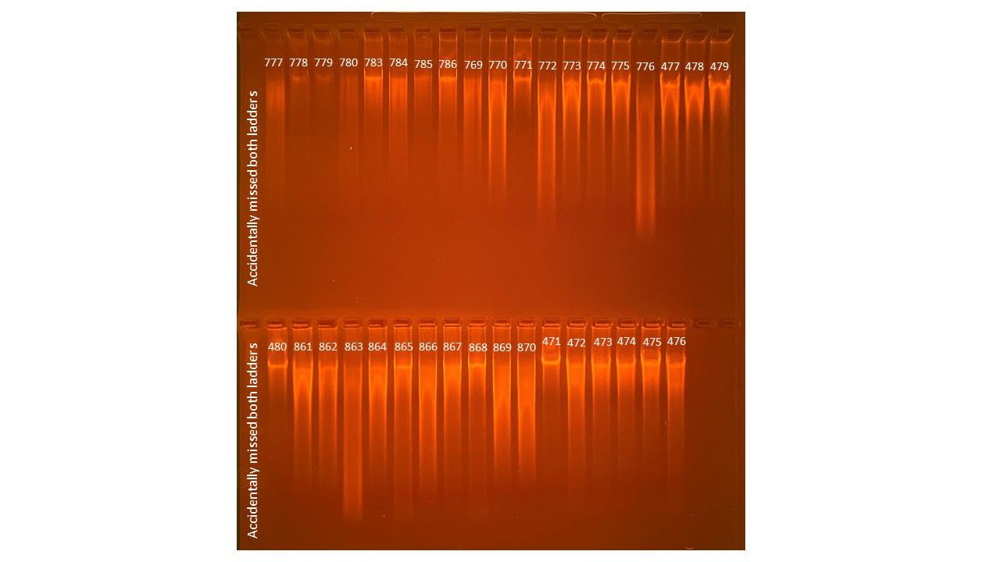 777 778 779 780 783 784 785 786 769 770 771 772 773 774 775 776 477 478 479
Accidentally missed both ladders
480 861 862 863 864 865 866 867 868 869 870 471 472 473 474 475 476
Accidentally missed both ladders